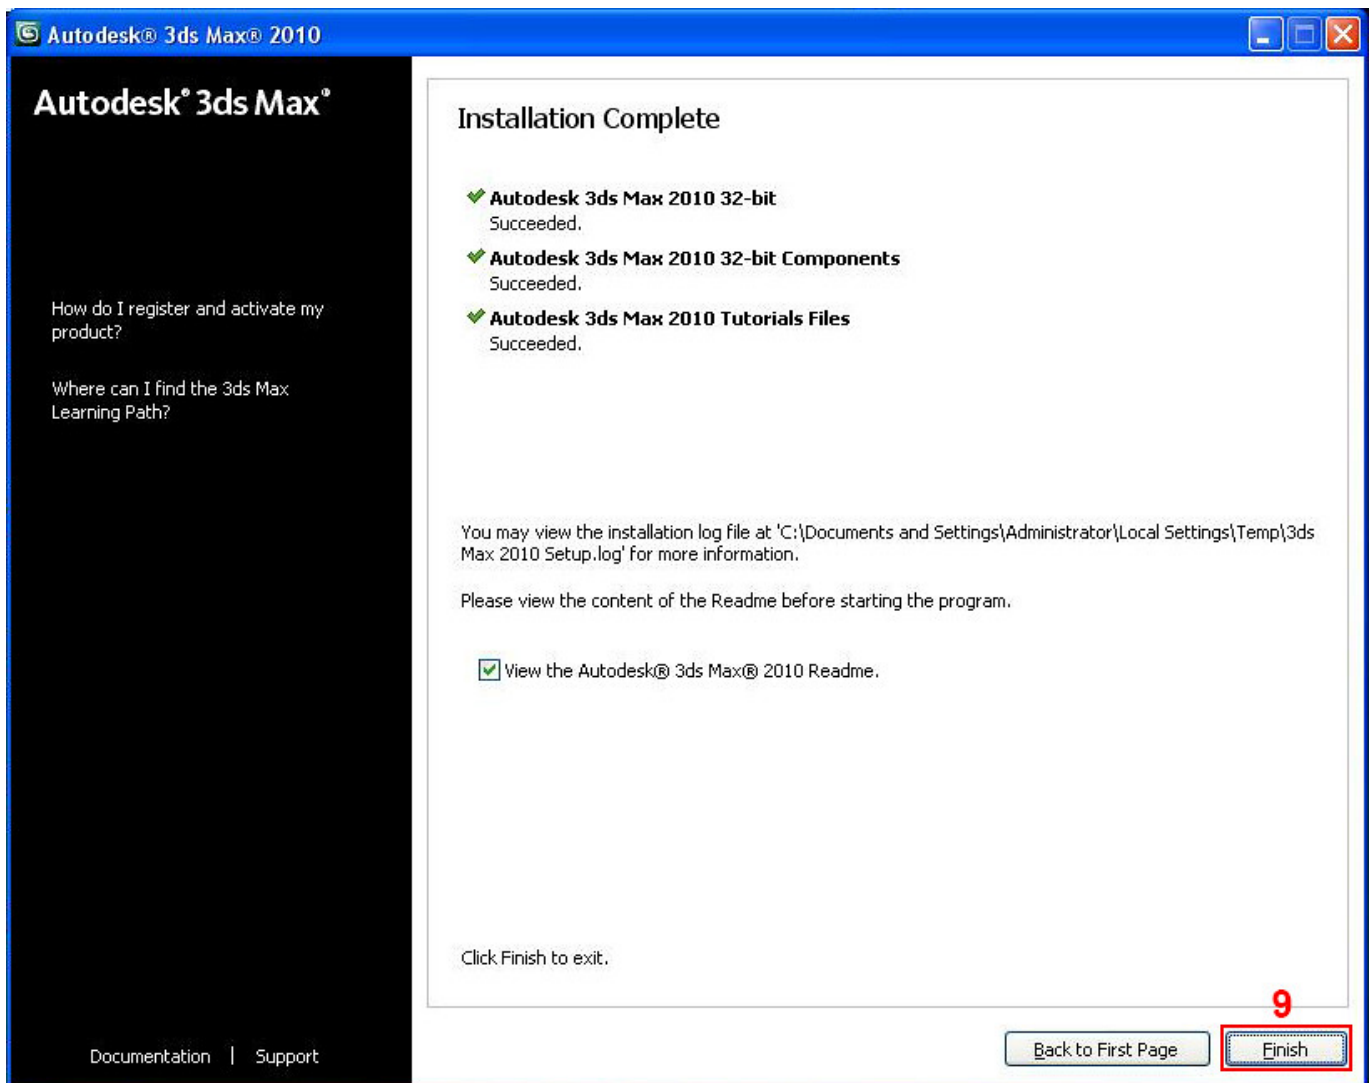 Autodesk® 3ds Max® 2010
Autodesk® 3ds Max®
How do I register and activate my
product?
Where can I find the 3ds Max
Learning Path?
Documentation | Support
Installation Complete
Autodesk 3ds Max 2010 32-bit
Succeeded.
Autodesk 3ds Max 2010 32-bit Components
Succeeded.
Autodesk 3ds Max 2010 Tutorials Files
Succeeded.
You may view the installation log file at 'C:\Documents and Settings\Administrator\Local Settings\Temp\3ds
Max 2010 Setup.log' for more information.
Please view the content of the Readme before starting the program.
View the Autodesk® 3ds Max® 2010 Readme.
Click Finish to exit.
9
Back to First Page
Finish